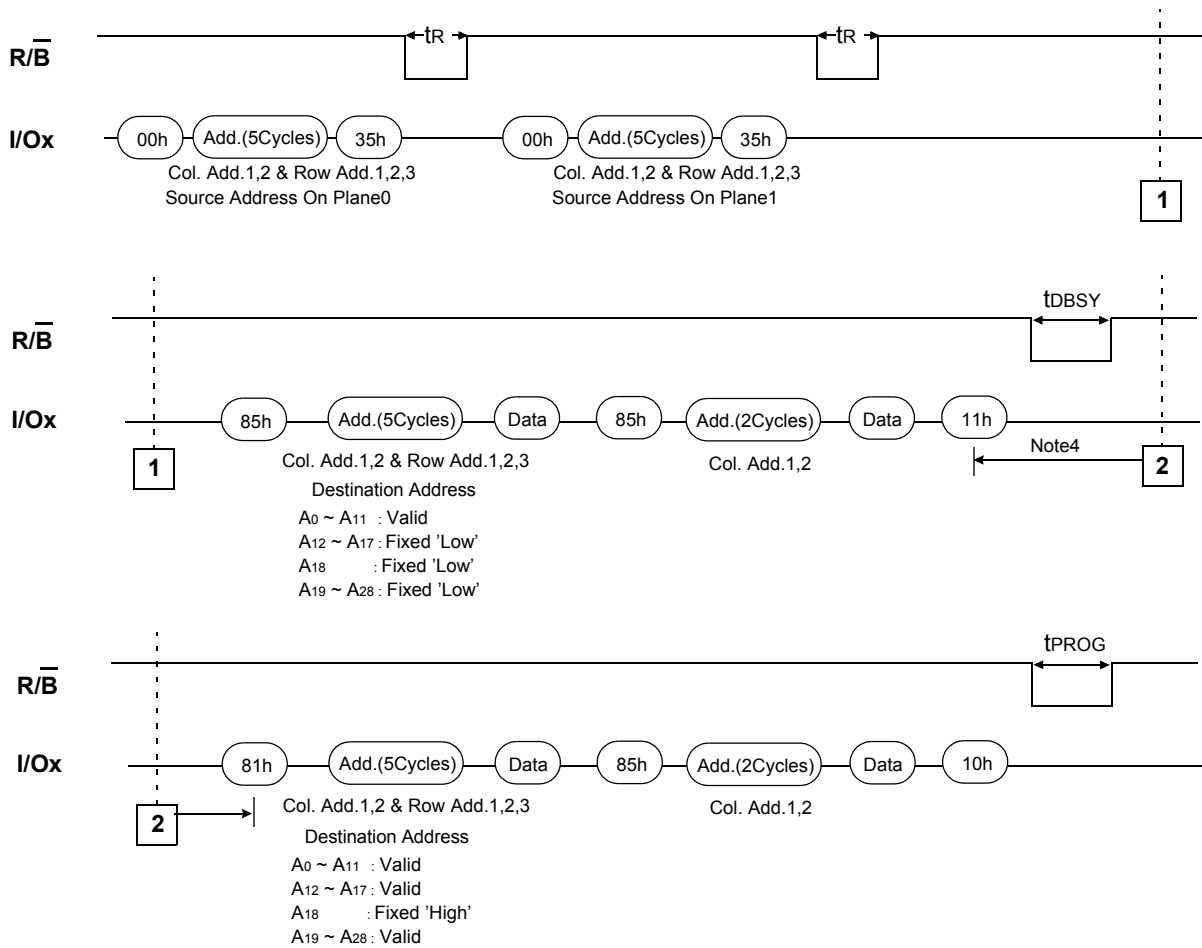 tR tR
R/B̅
I/Ox 00h Add.(5Cycles) 35h 00h Add.(5Cycles) 35h
Col. Add.1,2 & Row Add.1,2,3 Col. Add.1,2 & Row Add.1,2,3
Source Address On Plane0 Source Address On Plane1
1
tDBSY
R/B̅
I/Ox 85h Add.(5Cycles) Data 85h Add.(2Cycles) Data 11h
Note4
1 Col. Add.1,2 & Row Add.1,2,3 Col. Add.1,2 2
Destination Address
A0 ~ A11 : Valid
A12 ~ A17 : Fixed 'Low'
A18 : Fixed 'Low'
A19 ~ A28 : Fixed 'Low'
tPROG
R/B̅
I/Ox 81h Add.(5Cycles) Data 85h Add.(2Cycles) Data 10h
2 Col. Add.1,2 & Row Add.1,2,3 Col. Add.1,2
Destination Address
A0 ~ A11 : Valid
A12 ~ A17 : Valid
A18 : Fixed 'High'
A19 ~ A28 : Valid